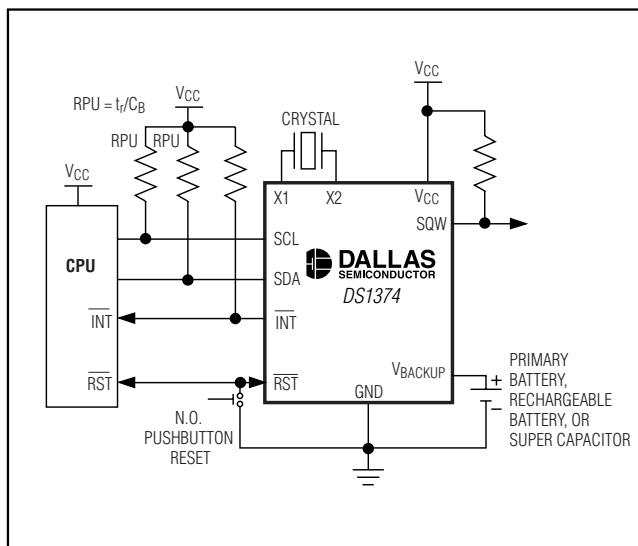 VCC
RPU = tr/CB
VCC
CRYSTAL
RPU
RPU
VCC
X1
X2
VCC
SCL
SQW
CPU
DALLAS
SEMICONDUCTOR
SDA
DS1374
INT
INT
VBACKUP
+
PRIMARY
BATTERY,
RECHARGEABLE
BATTERY, OR
SUPER CAPACITOR
−
RST
RST
GND
N.O.
PUSHBUTTON
RESET